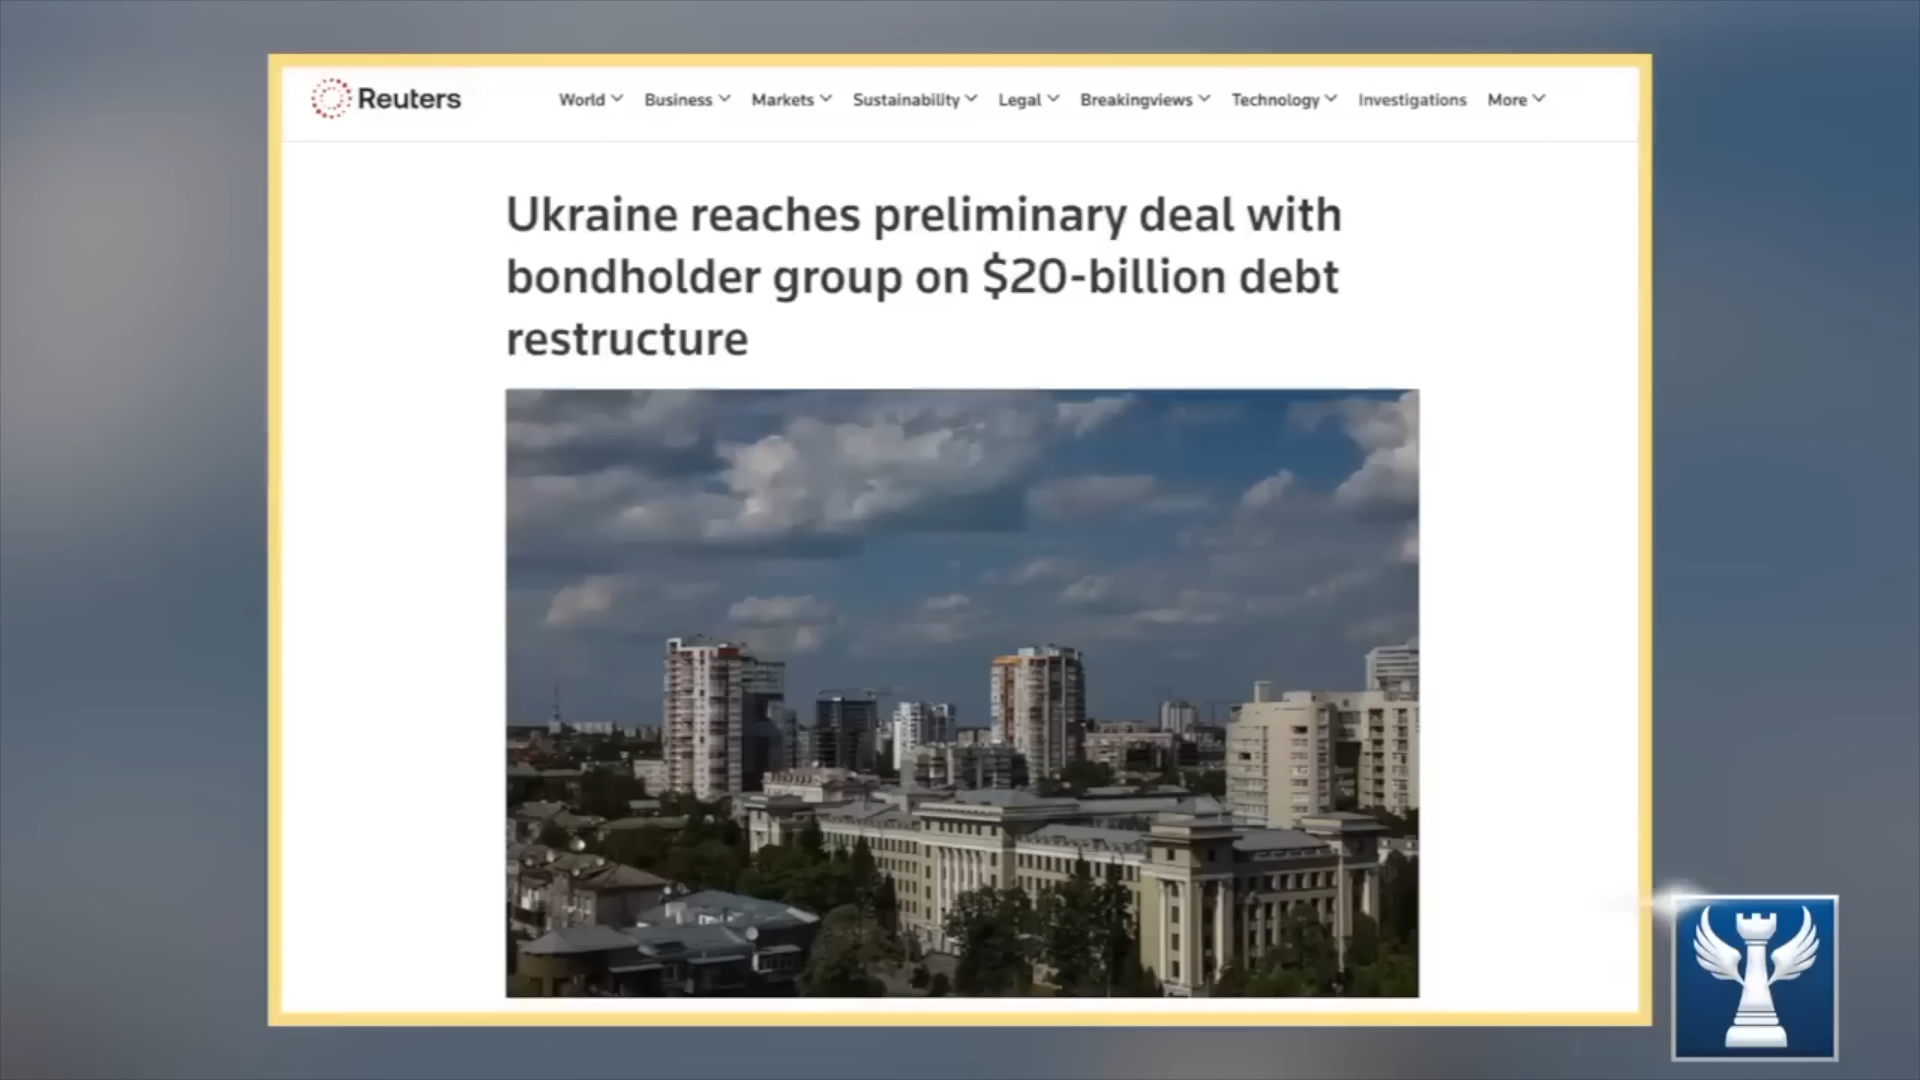 Reuters
World Business Markets Sustainability Legal Breakingviews Technology Investigations More
Ukraine reaches preliminary deal with
bondholder group on $20-billion debt
restructure